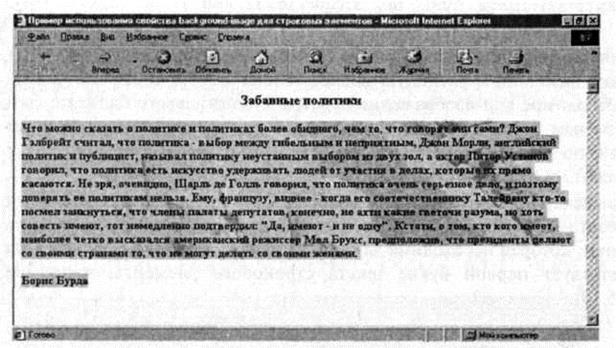 Пример использования свойства background-image для строковых элементов - Microsoft Internet Explorer
Файл Правка Вид Избранное Сервис Справка
Вперед Остановить Обновить Домой Поиск Избранное Журнал Почта Печать
Забавные политики
Что можно сказать о политике и политиках более обидного, чем то, что говорят они сами? Джон
Гэлбрейт считал, что политика - выбор между гибельным и неприятным, Джон Морли, английский
политик и публицист, называл политику неустанным выбором из двух зол, а актер Питер Устинов
говорил, что политика есть искусство удерживать людей от участия в делах, которые их прямо
касаются. Не зря, очевидно, Шарль де Голль говорил, что политика очень серьезное дело, и поэтому
доверять ее политикам нельзя. Ему, французу, виднее - когда его соотечественнику Талейрану кто-то
посмел заикнуться, что члены палаты депутатов, конечно, не ахти какие светочи разума, но хоть
совесть имеют, тот немедленно подтвердил: "Да, имеют - и не одну". Кстати, о том, кто кого имеет,
наиболее четко высказался американский режиссер Мел Брукс, предположив, что президенты делают
со своими странами то, что не могут делать со своими женами.
Борис Бурда
Готово Мой компьютер